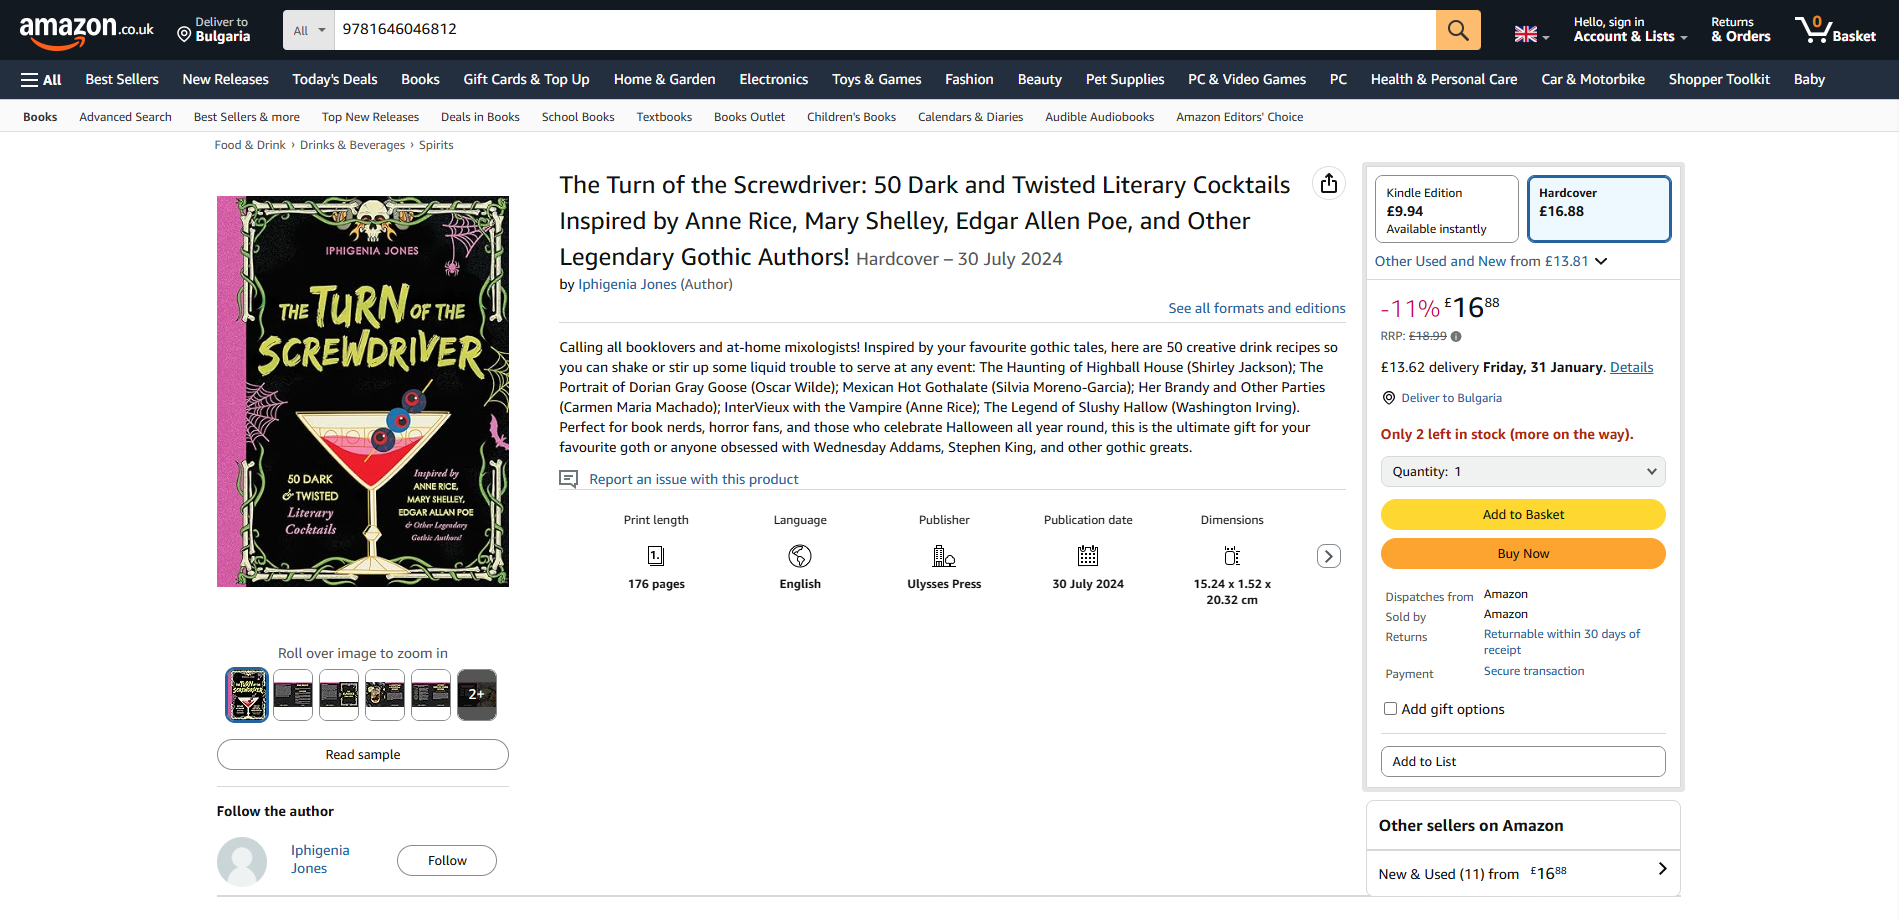 amazon.co.uk
Deliver to
Bulgaria
All
9781646046812
Hello, sign in
Account & Lists
Returns
& Orders
0
Basket
All
Best Sellers
New Releases
Today's Deals
Books
Gift Cards & Top Up
Home & Garden
Electronics
Toys & Games
Fashion
Beauty
Pet Supplies
PC & Video Games
PC
Health & Personal Care
Car & Motorbike
Shopper Toolkit
Baby
Books
Advanced Search
Best Sellers & more
Top New Releases
Deals in Books
School Books
Textbooks
Books Outlet
Children's Books
Calendars & Diaries
Audible Audiobooks
Amazon Editors' Choice
Food & Drink › Drinks & Beverages › Spirits
IPHIGENIA JONES
THE TURN OF THE
SCREWDRIVER
50 DARK
& TWISTED
Literary
Cocktails
Inspired by
ANNE RICE,
MARY SHELLEY,
EDGAR ALLAN POE
& Other Legendary
Gothic Authors!
Roll over image to zoom in
2+
Read sample
Follow the author
Iphigenia
Jones
Follow
The Turn of the Screwdriver: 50 Dark and Twisted Literary Cocktails
Inspired by Anne Rice, Mary Shelley, Edgar Allen Poe, and Other
Legendary Gothic Authors! Hardcover – 30 July 2024
by Iphigenia Jones (Author)
See all formats and editions
Calling all booklovers and at-home mixologists! Inspired by your favourite gothic tales, here are 50 creative drink recipes so
you can shake or stir up some liquid trouble to serve at any event: The Haunting of Highball House (Shirley Jackson); The
Portrait of Dorian Gray Goose (Oscar Wilde); Mexican Hot Gothalate (Silvia Moreno-Garcia); Her Brandy and Other Parties
(Carmen Maria Machado); InterVieux with the Vampire (Anne Rice); The Legend of Slushy Hallow (Washington Irving).
Perfect for book nerds, horror fans, and those who celebrate Halloween all year round, this is the ultimate gift for your
favourite goth or anyone obsessed with Wednesday Addams, Stephen King, and other gothic greats.
Report an issue with this product
Print length
176 pages
Language
English
Publisher
Ulysses Press
Publication date
30 July 2024
Dimensions
15.24 x 1.52 x
20.32 cm
Kindle Edition
£9.94
Available instantly
Hardcover
£16.88
Other Used and New from £13.81
-11% £16 88
RRP: £18.99
£13.62 delivery Friday, 31 January. Details
Deliver to Bulgaria
Only 2 left in stock (more on the way).
Quantity: 1
Add to Basket
Buy Now
Dispatches from Amazon
Sold by Amazon
Returns Returnable within 30 days of
receipt
Payment Secure transaction
Add gift options
Add to List
Other sellers on Amazon
New & Used (11) from £16 88